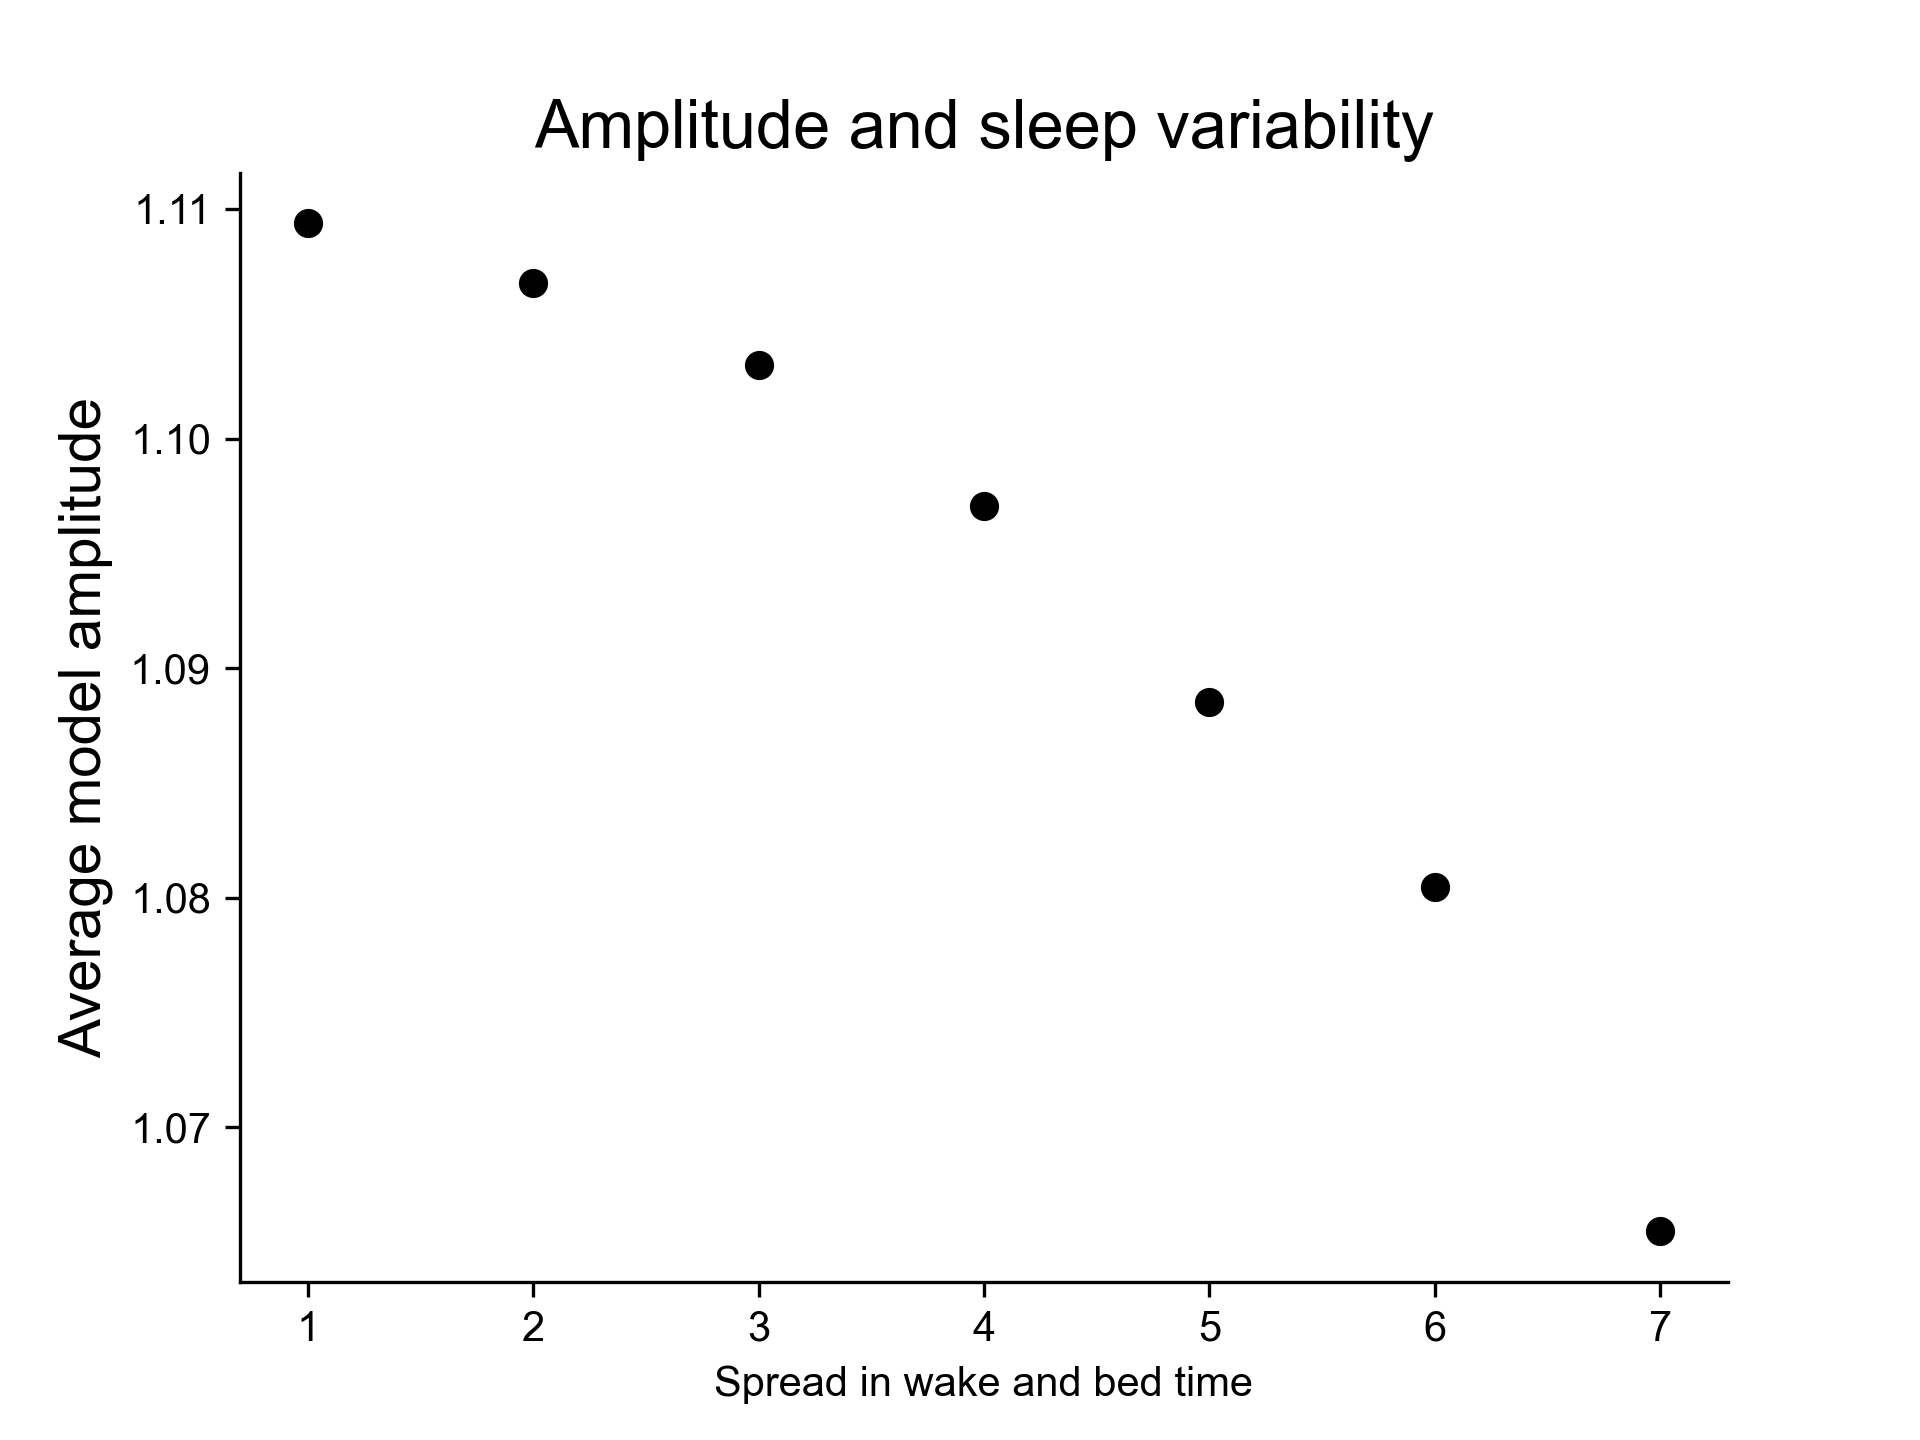 Amplitude and sleep variability
Average model amplitude
1.11
1.10
1.09
1.08
1.07
1 2 3 4 5 6 7
Spread in wake and bed time